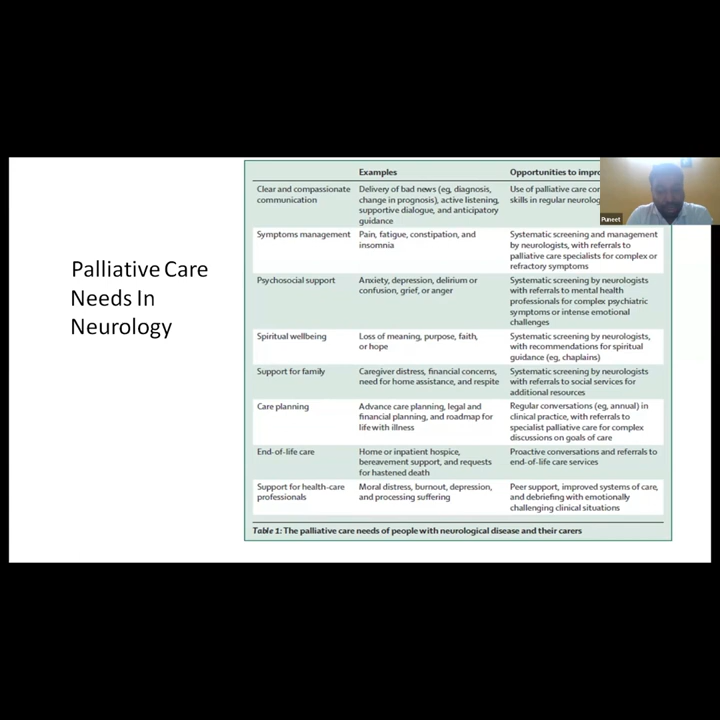 Palliative Care
Needs In
Neurology
Examples Opportunities to impro
Clear and compassionate
communication
Delivery of bad news (eg, diagnosis,
change in prognosis), active listening,
supportive dialogue, and anticipatory
guidance
Use of palliative care
skills in regular
Symptoms management
Pain, fatigue, constipation, and
insomnia
Systematic screening and management
by neurologists, with referrals to
palliative care specialists for complex or
refractory symptoms
Psychosocial support
Anxiety, depression, delirium or
confusion, grief, or anger
Systematic screening by neurologists
with referrals to mental health
professionals for complex psychiatric
symptoms or intense emotional
challenges
Spiritual wellbeing
Loss of meaning, purpose, faith,
or hope
Systematic screening by neurologists,
with recommendations for spiritual
guidance (eg, chaplains)
Support for family
Caregiver distress, financial concerns,
need for home assistance, and respite
Systematic screening by neurologists
with referrals to social services for
additional resources
Care planning
Advance care planning, legal and
financial planning, and roadmap for
life with illness
Regular conversations (eg, annual) in
clinical practice, with referrals to
specialist palliative care for complex
discussions on goals of care
End-of-life care
Home or inpatient hospice,
bereavement support, and requests
for hastened death
Proactive conversations and referrals to
end-of-life care services
Support for health-care
professionals
Moral distress, burnout, depression,
and processing suffering
Peer support, improved systems of care,
and debriefing with emotionally
challenging clinical situations
Table 1: The palliative care needs of people with neurological disease and their carers
Puneet